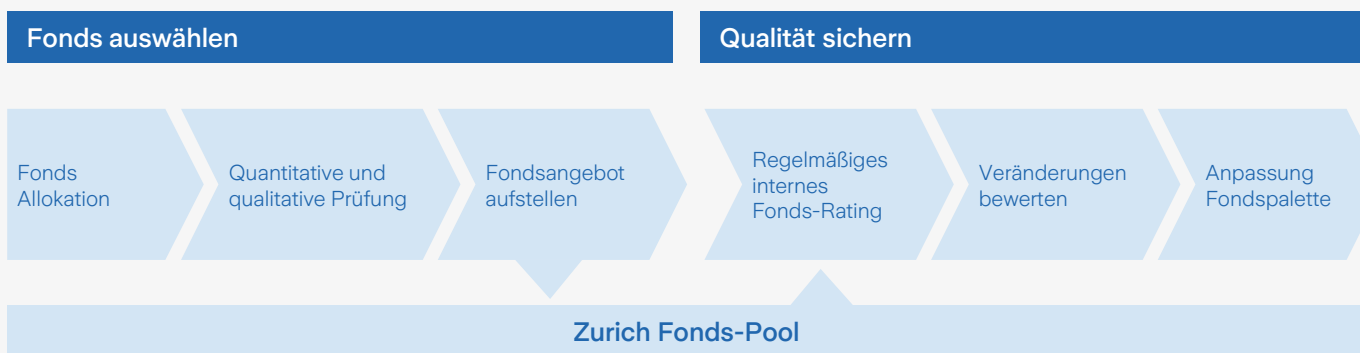 Fonds auswählen
Qualität sichern
Fonds
Allokation
Quantitative und
qualitative Prüfung
Fondsangebot
aufstellen
Regelmäßiges
internes
Fonds-Rating
Veränderungen
bewerten
Anpassung
Fondspalette
Zurich Fonds-Pool